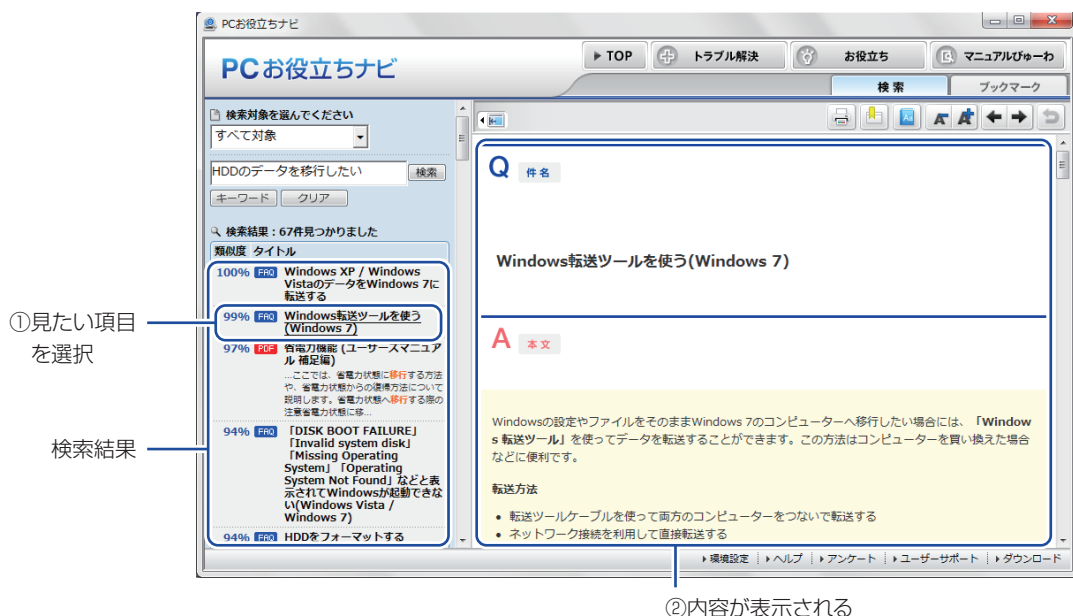 PCお役立ちナビ
PCお役立ちナビ
TOP
トラブル解決
お役立ち
マニュアルびゅーわ
検索
ブックマーク
検索対象を選んでください
すべて対象
HDDのデータを移行したい
検索
キーワード
クリア
検索結果：67件見つかりました
類似度 タイトル
100% FAQ Windows XP / Windows
VistaのデータをWindows 7に
転送する
99% FAQ Windows転送ツールを使う
(Windows 7)
97% PDF 省電力機能 (ユーザーズマニュア
ル 補足編)
...ここでは、省電力状態に移行する方法
や、省電力状態からの復帰方法について
説明します。省電力状態へ移行する際の
注意省電力状態に移...
94% FAQ 「DISK BOOT FAILURE」
「Invalid system disk」
「Missing Operating
System」「Operating
System Not Found」などと表
示されてWindowsが起動できな
い(Windows Vista /
Windows 7)
94% FAQ HDDをフォーマットする
Q 件名
Windows転送ツールを使う(Windows 7)
A 本文
Windowsの設定やファイルをそのままWindows 7のコンピューターへ移行したい場合には、「Window
s 転送ツール」を使ってデータを転送することができます。この方法はコンピューターを買い換えた場合
などに便利です。
転送方法
• 転送ツールケーブルを使って両方のコンピューターをつないで転送する
• ネットワーク接続を利用して直接転送する
環境設定
ヘルプ
アンケート
ユーザーサポート
ダウンロード
①見たい項目
を選択
検索結果
②内容が表示される